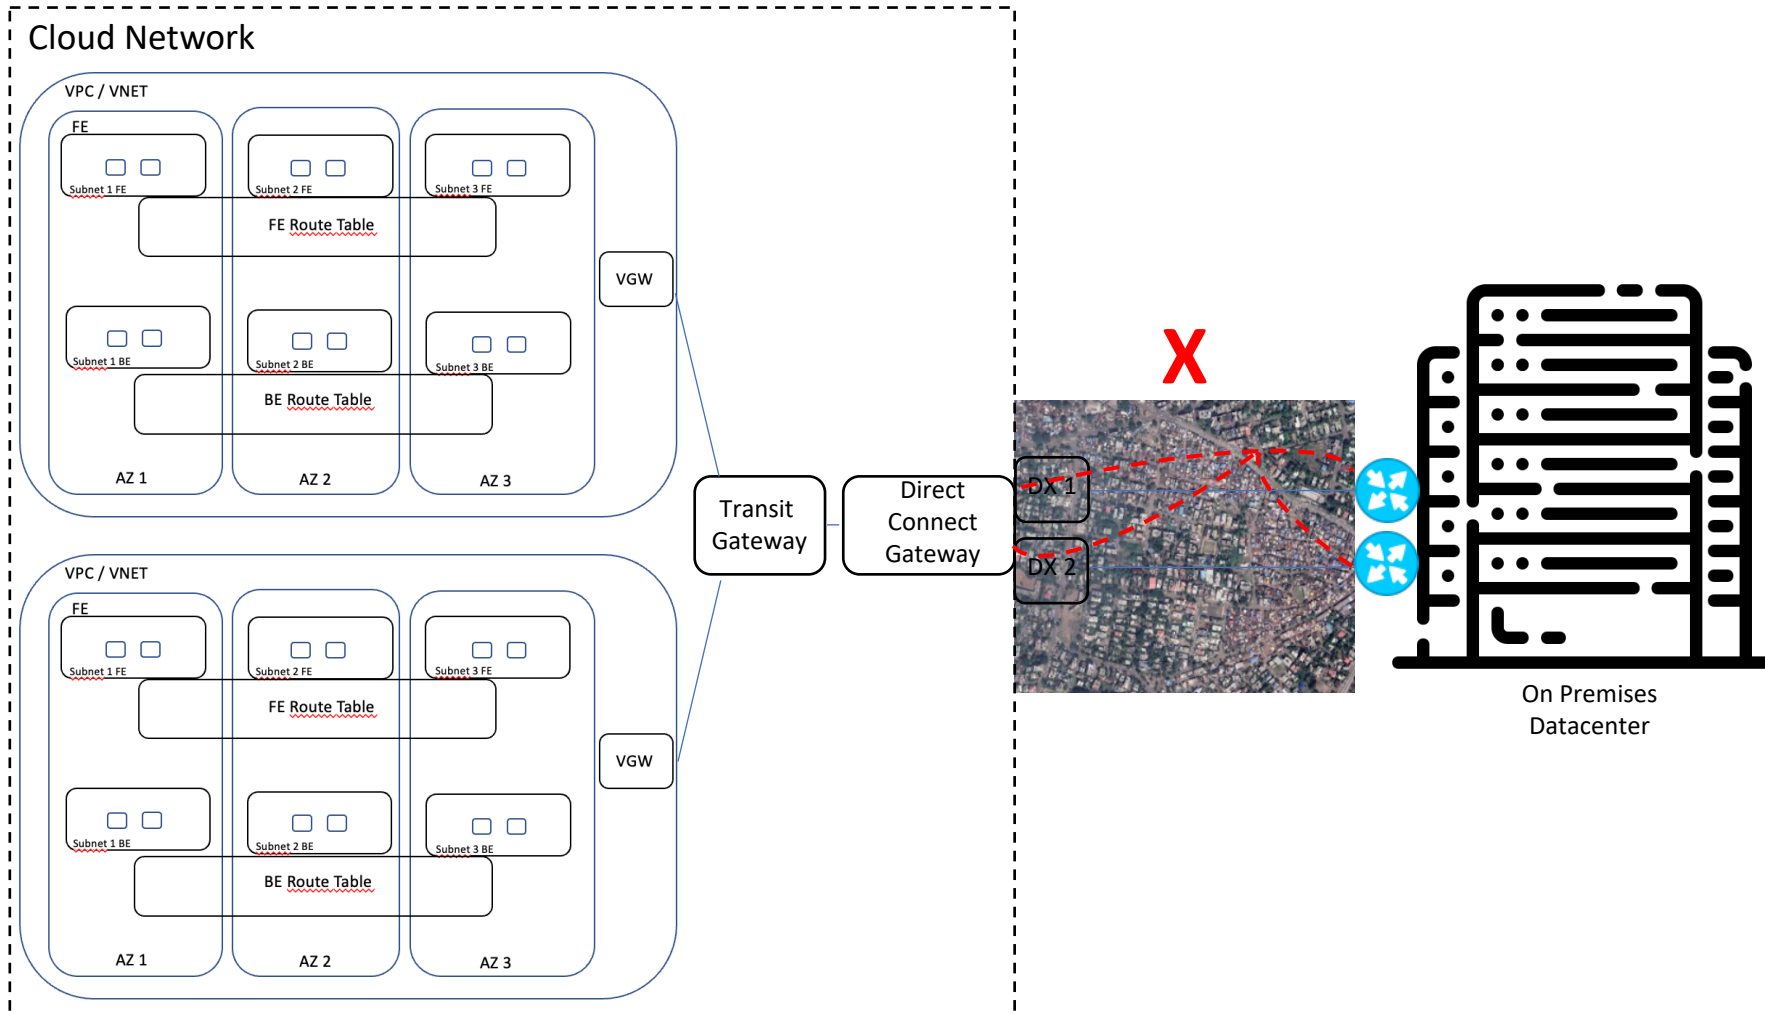 Cloud Network
VPC / VNET
FE
Subnet 1 FE
Subnet 2 FE
Subnet 3 FE
FE Route Table
VGW
Subnet 1 BE
Subnet 2 BE
Subnet 3 BE
BE Route Table
AZ 1
AZ 2
AZ 3
X
Transit
Gateway
Direct
Connect
Gateway
DX 1
DX 2
On Premises
Datacenter
VPC / VNET
FE
Subnet 1 FE
Subnet 2 FE
Subnet 3 FE
FE Route Table
VGW
Subnet 1 BE
Subnet 2 BE
Subnet 3 BE
BE Route Table
AZ 1
AZ 2
AZ 3